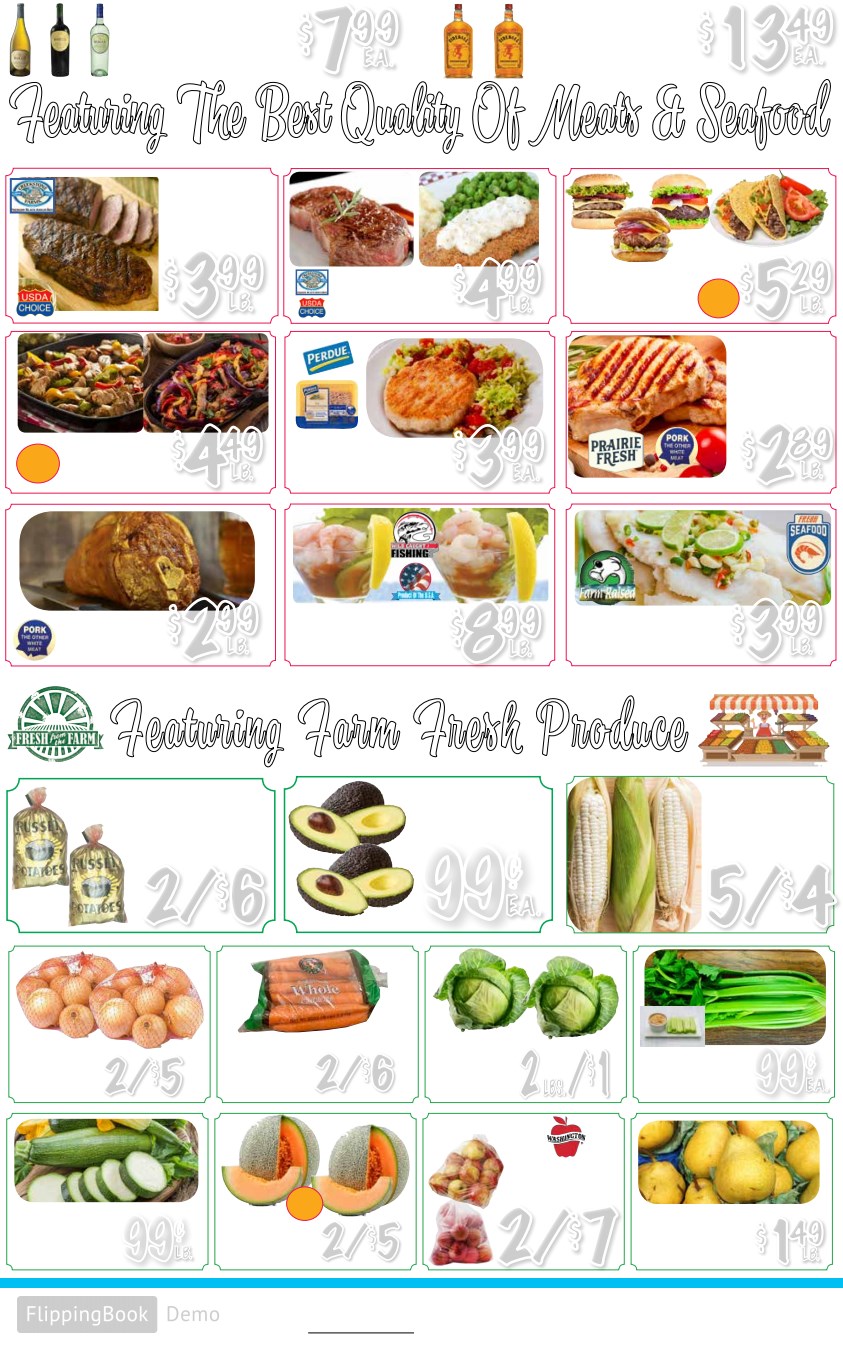 $7.99 EA.
$13.49 EA.
Featuring The Best Quality Of Meats & Seafood
USDA CHOICE
$3.99 LB.
USDA CHOICE
$4.99 LB.
$5.29 LB.
$4.49 LB.
PERDUE
$3.99 EA.
PRAIRIE FRESH
PORK THE OTHER WHITE MEAT
$2.89 LB.
PORK THE OTHER WHITE MEAT
$2.99 LB.
FISHING
Product Of The U.S.A.
$8.99 LB.
Farm Raised
FRESH SEAFOOD
$3.99 LB.
FRESH from the FARM
Featuring Farm Fresh Produce
RUSSET POTATOES
RUSSET POTATOES
2/$6
99¢ EA.
5/$4
2/$5
Whole
2/$6
2 LBS./$1
99¢ EA.
99¢ LB.
2/$5
WASHINGTON
2/$7
$1.49 LB.
FlippingBook Demo